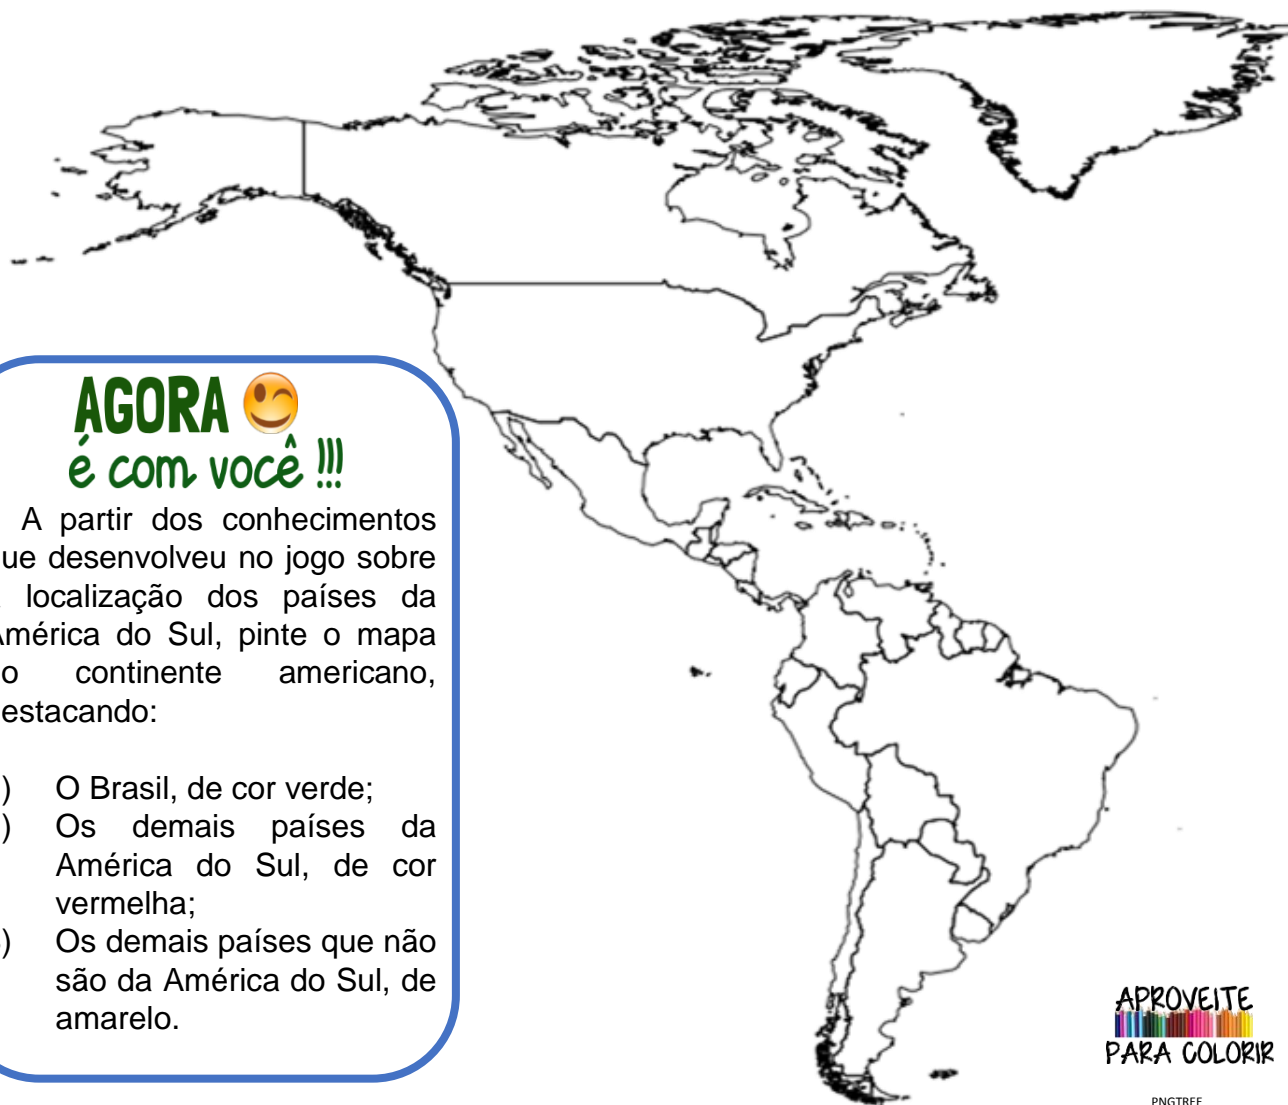 AGORA
é com você !!!
A partir dos conhecimentos
ue desenvolveu no jogo sobre
localização dos países da
mérica do Sul, pinte o mapa
o continente americano,
estacando:
) O Brasil, de cor verde;
) Os demais países da
América do Sul, de cor
vermelha;
) Os demais países que não
são da América do Sul, de
amarelo.
APROVEITE
PARA COLORIR
PNGTREE